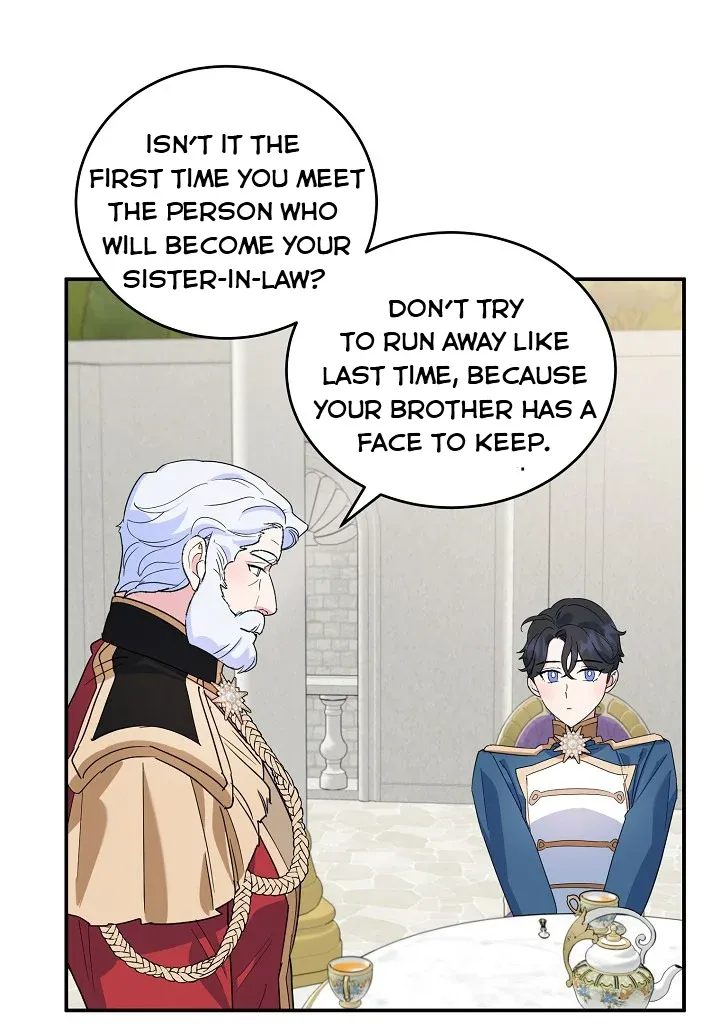 ISN'T IT THE
FIRST TIME YOU MEET
THE PERSON WHO
WILL BECOME YOUR
SISTER-IN-LAW?
DON'T TRY
TO RUN AWAY LIKE
LAST TIME, BECAUSE
YOUR BROTHER HAS A
FACE TO KEEP.